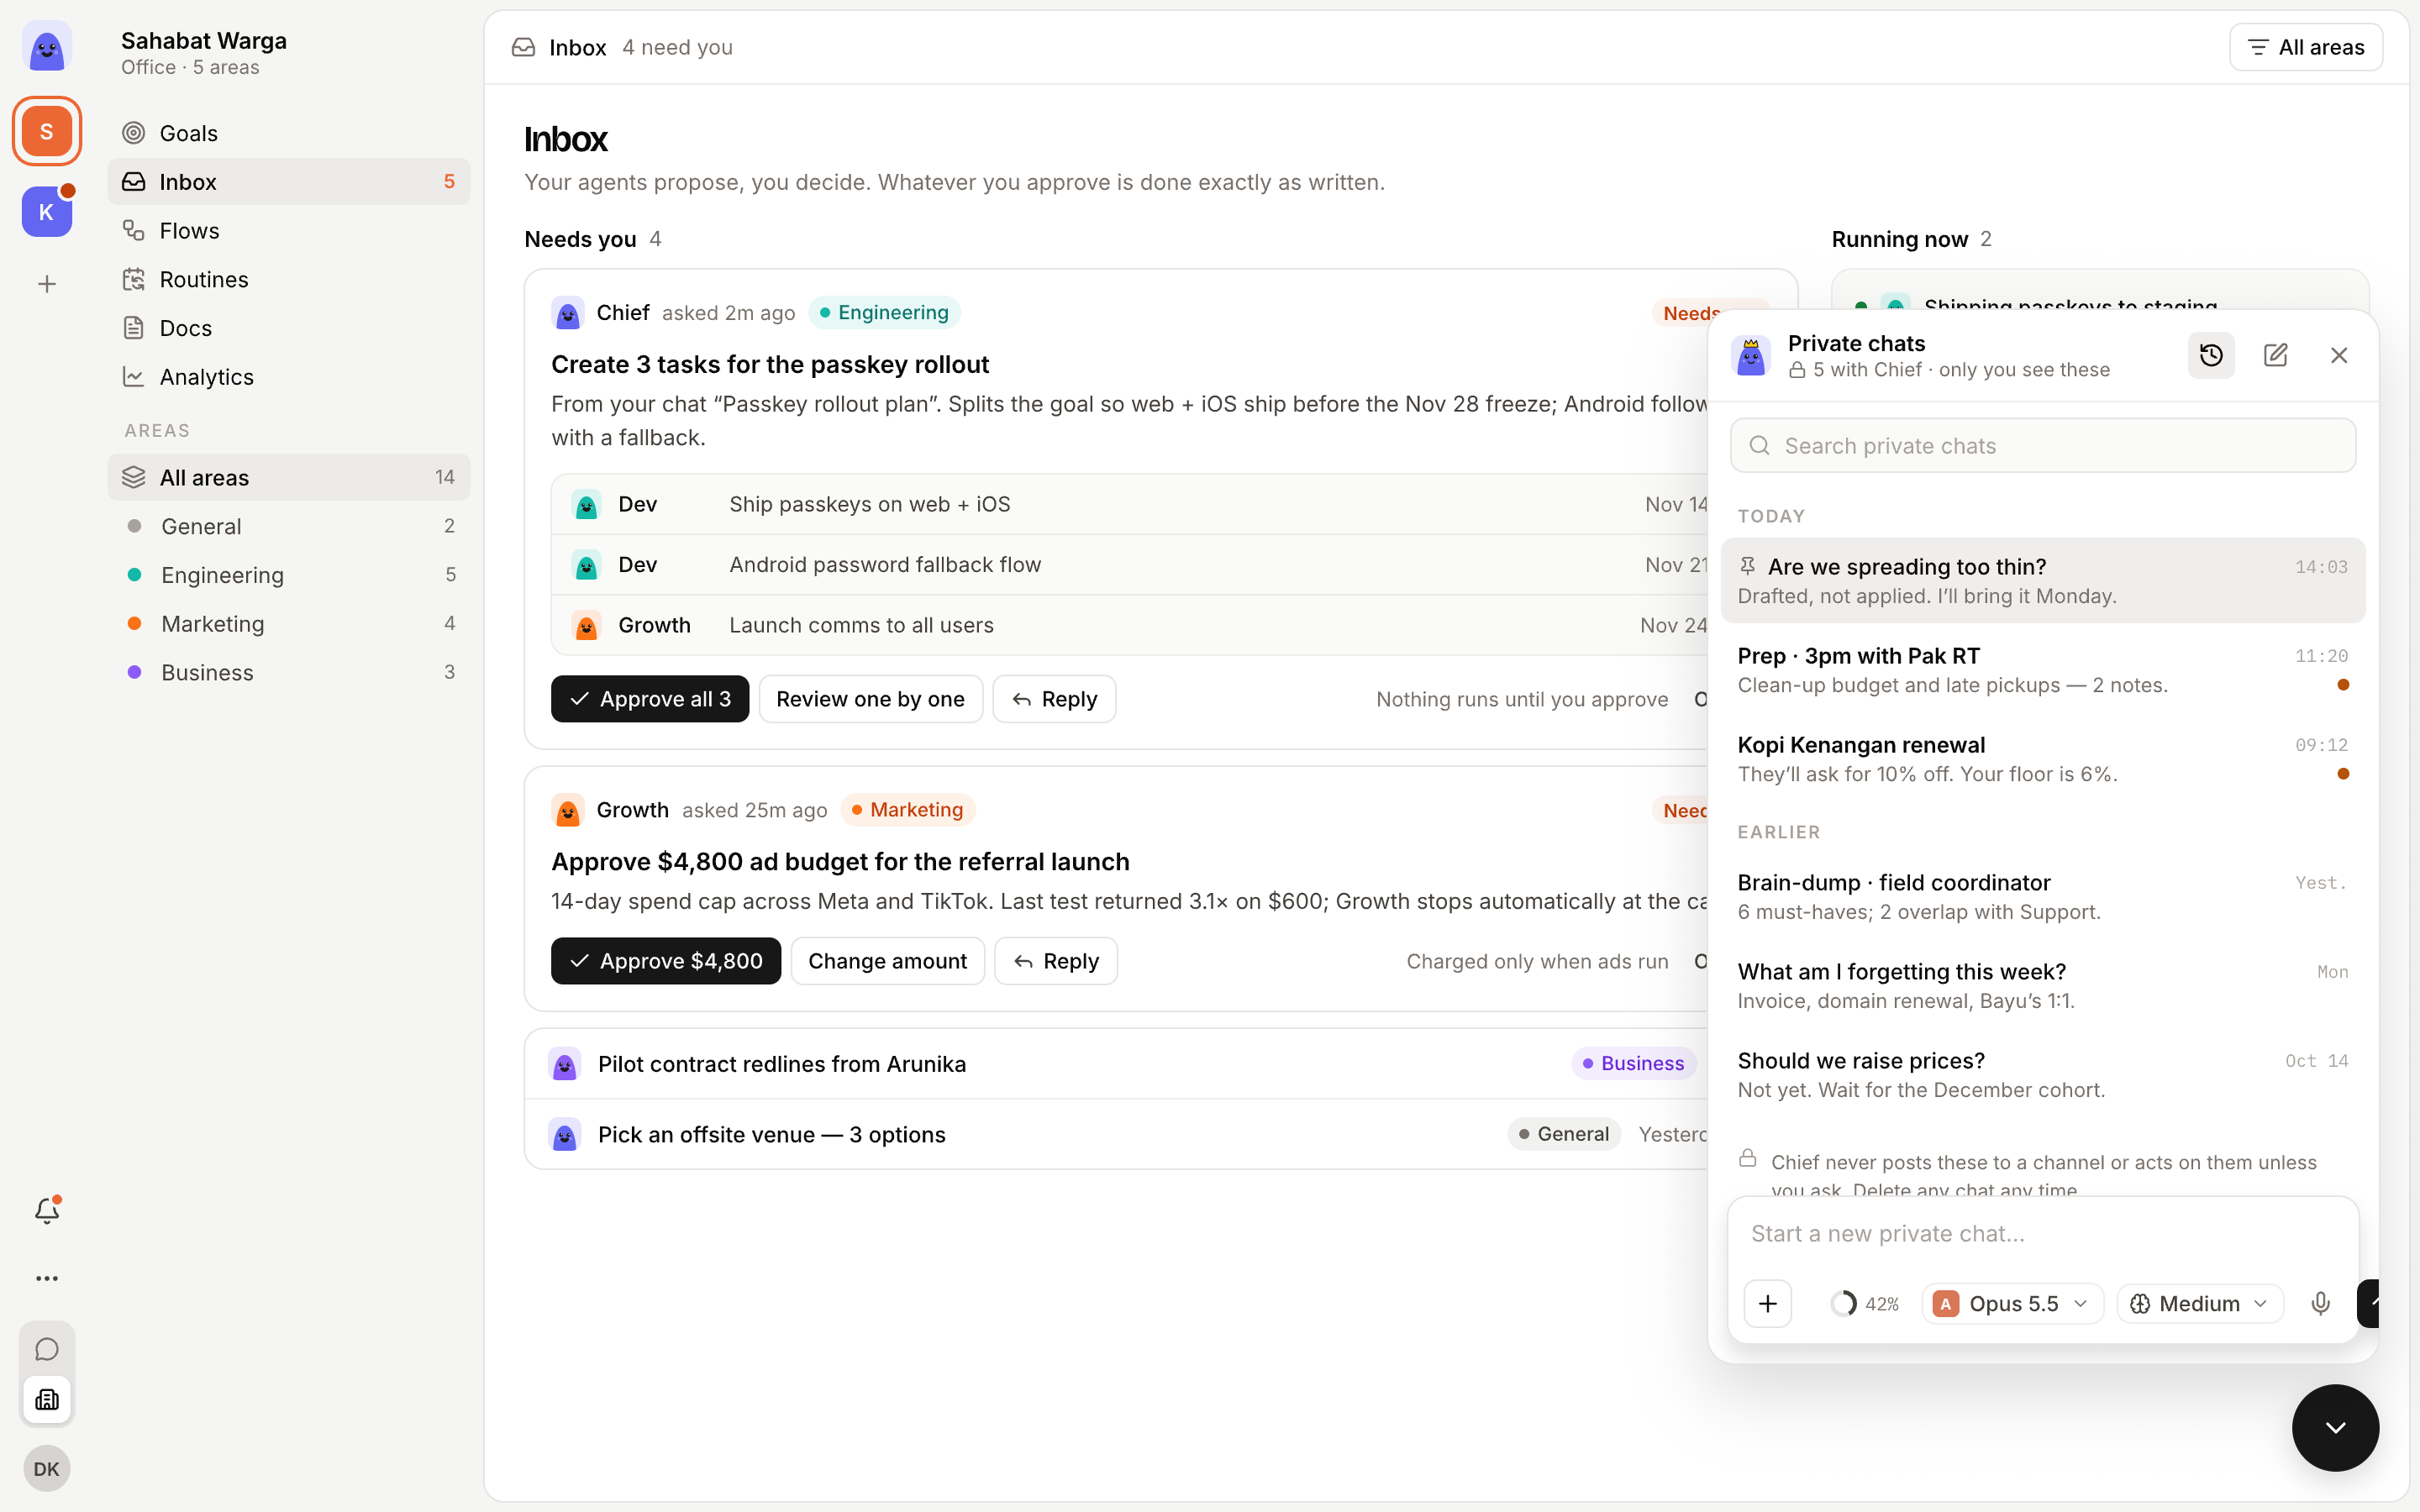 S
K
Sahabat Warga
Office · 5 areas
Goals
Inbox 5
Flows
Routines
Docs
Analytics
AREAS
All areas 14
General 2
Engineering 5
Marketing 4
Business 3
DK
Inbox 4 need you
All areas
Inbox
Your agents propose, you decide. Whatever you approve is done exactly as written.
Needs you 4
Chief asked 2m ago Engineering Needs
Create 3 tasks for the passkey rollout
From your chat “Passkey rollout plan”. Splits the goal so web + iOS ship before the Nov 28 freeze; Android follow
with a fallback.
Dev Ship passkeys on web + iOS Nov 14
Dev Android password fallback flow Nov 21
Growth Launch comms to all users Nov 24
Approve all 3 Review one by one Reply Nothing runs until you approve
Growth asked 25m ago Marketing Need
Approve $4,800 ad budget for the referral launch
14-day spend cap across Meta and TikTok. Last test returned 3.1× on $600; Growth stops automatically at the ca
Approve $4,800 Change amount Reply Charged only when ads run
Pilot contract redlines from Arunika Business
Pick an offsite venue — 3 options General Yesterd
Running now 2
Shipping passkeys to staging
Private chats
5 with Chief · only you see these
Search private chats
TODAY
Are we spreading too thin? 14:03
Drafted, not applied. I’ll bring it Monday.
Prep · 3pm with Pak RT 11:20
Clean-up budget and late pickups — 2 notes.
Kopi Kenangan renewal 09:12
They’ll ask for 10% off. Your floor is 6%.
EARLIER
Brain-dump · field coordinator Yest.
6 must-haves; 2 overlap with Support.
What am I forgetting this week? Mon
Invoice, domain renewal, Bayu’s 1:1.
Should we raise prices? Oct 14
Not yet. Wait for the December cohort.
Chief never posts these to a channel or acts on them unless
you ask. Delete any chat any time.
Start a new private chat...
42% A Opus 5.5 Medium